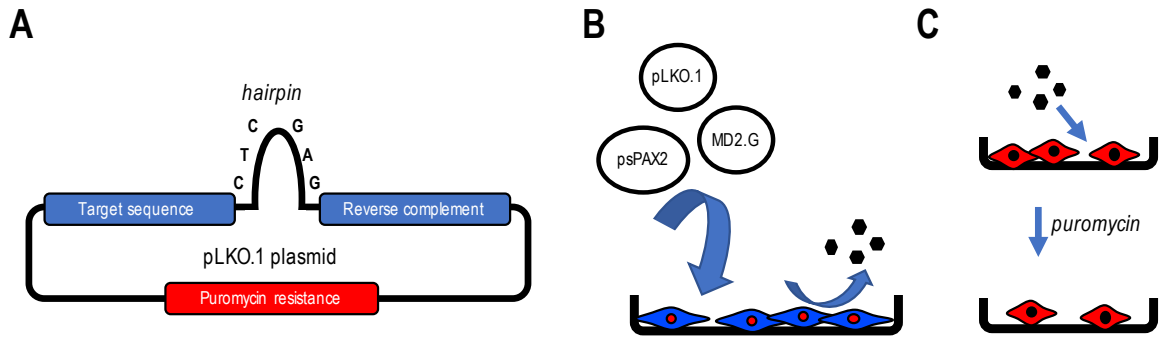 A
hairpin
C G
T A
C G
Target sequence
Reverse complement
pLKO.1 plasmid
Puromycin resistance
B
pLKO.1
MD2.G
psPAX2
C
puromycin